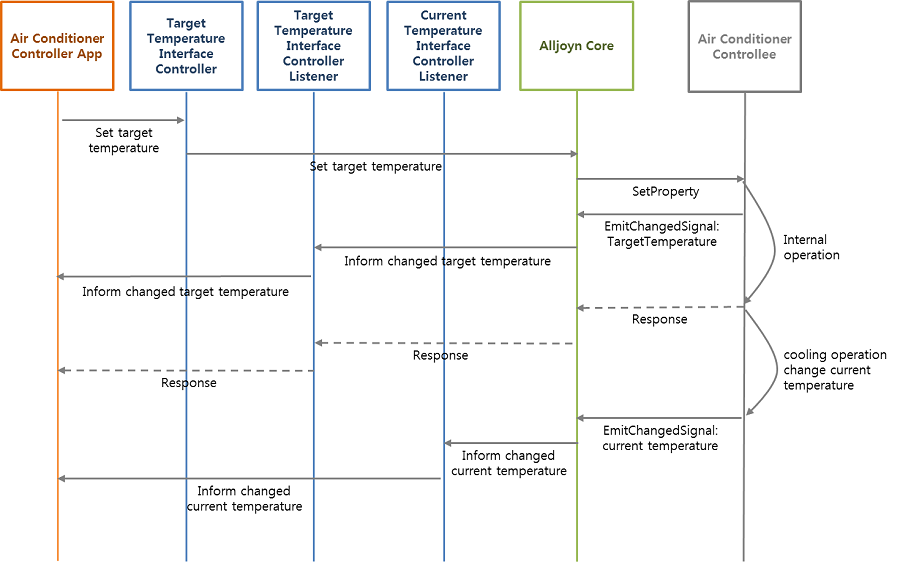 Air Conditioner
Controller App
Target
Temperature
Interface
Controller
Target
Temperature
Interface
Controller
Listener
Current
Temperature
Interface
Controller
Listener
Alljoyn Core
Air Conditioner
Controllee
Set target
temperature
Set target temperature
SetProperty
EmitChangedSignal:
TargetTemperature
Internal
operation
Inform changed target temperature
Inform changed target temperature
Response
Response
Response
cooling operation
change current
temperature
EmitChangedSignal:
current temperature
Inform changed
current temperature
Inform changed
current temperature